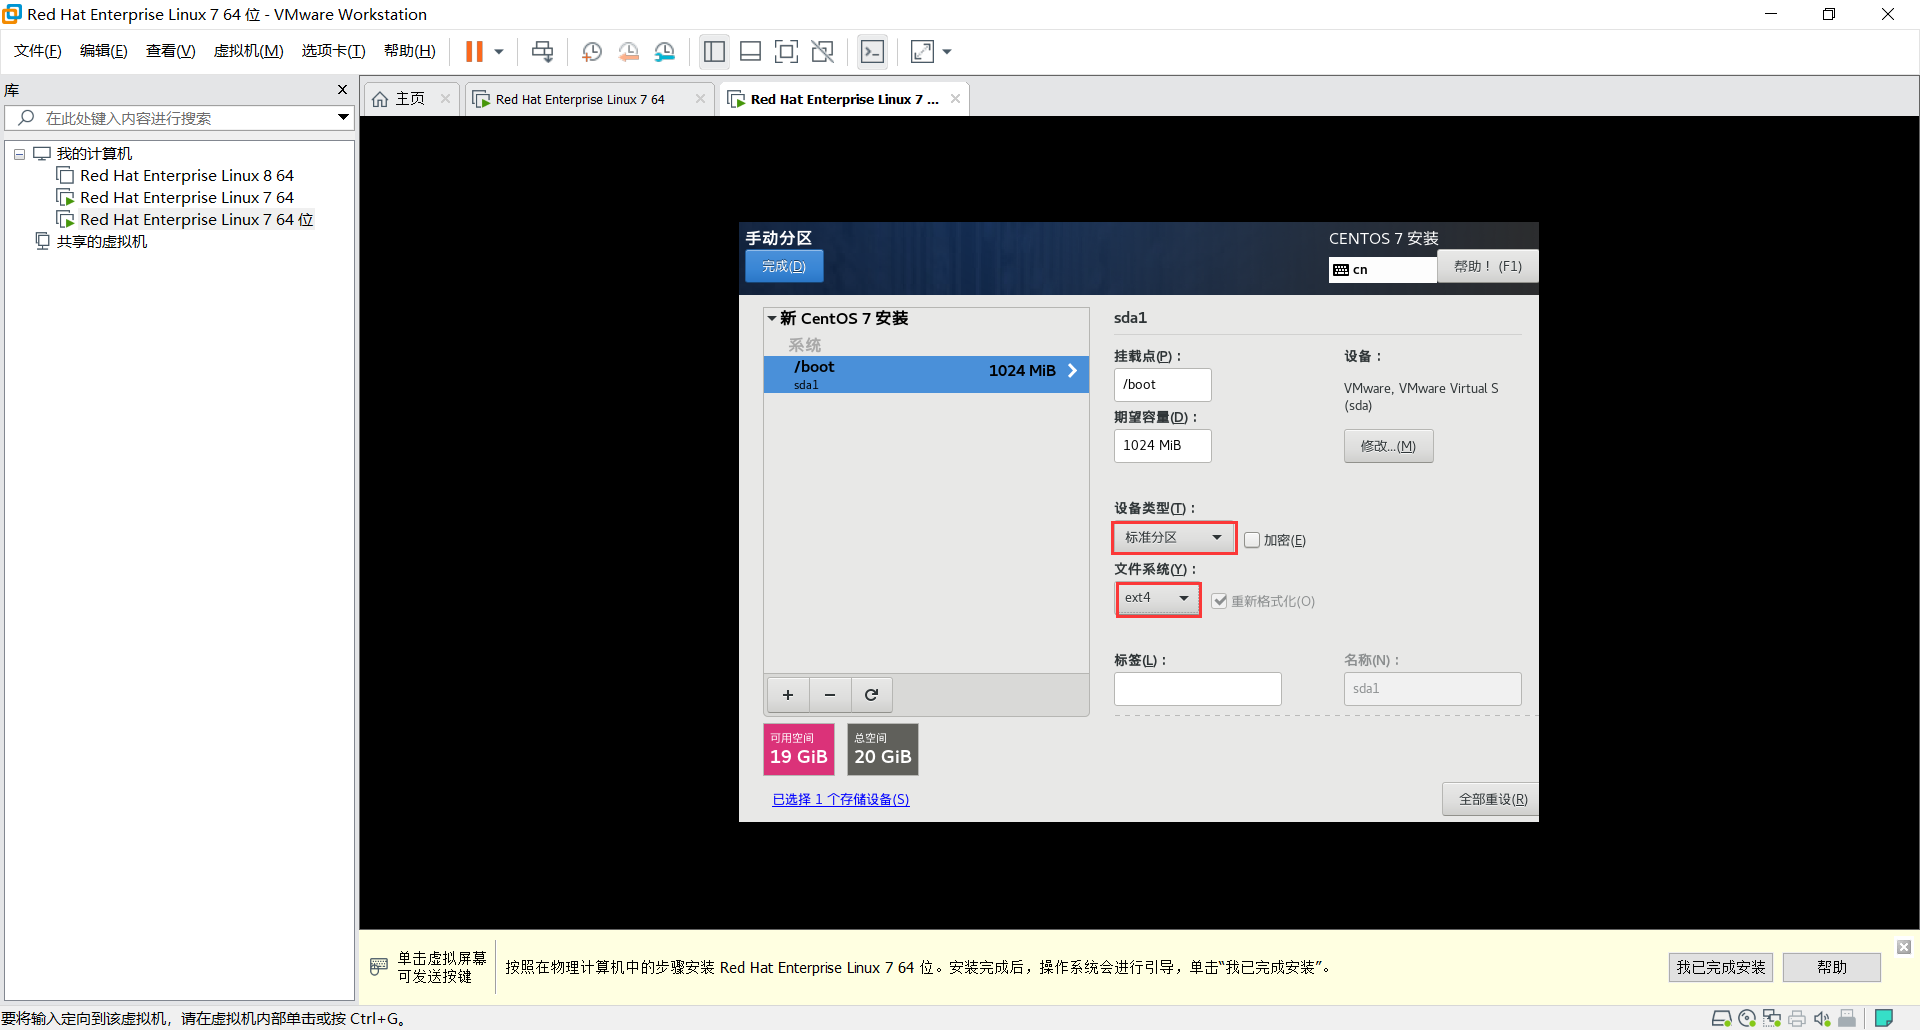 Red Hat Enterprise Linux 7 64 位 - VMware Workstation
文件(F) 编辑(E) 查看(V) 虚拟机(M) 选项卡(T) 帮助(H)
库
在此处键入内容进行搜索
我的计算机
Red Hat Enterprise Linux 8 64
Red Hat Enterprise Linux 7 64
Red Hat Enterprise Linux 7 64 位
共享的虚拟机
主页
Red Hat Enterprise Linux 7 64
Red Hat Enterprise Linux 7 ...
手动分区
完成(D)
CENTOS 7 安装
cn
帮助！(F1)
新 CentOS 7 安装
系统
/boot
sda1
1024 MiB
可用空间
19 GiB
总空间
20 GiB
已选择 1 个存储设备(S)
sda1
挂载点(P)：
/boot
期望容量(D)：
1024 MiB
设备：
VMware, VMware Virtual S
(sda)
修改...(M)
设备类型(T)：
标准分区
加密(E)
文件系统(Y)：
ext4
重新格式化(O)
标签(L)：
名称(N)：
sda1
全部重设(R)
单击虚拟屏幕
可发送按键
按照在物理计算机中的步骤安装 Red Hat Enterprise Linux 7 64 位。安装完成后，操作系统会进行引导，单击“我已完成安装”。
我已完成安装
帮助
要将输入定向到该虚拟机，请在虚拟机内部单击或按 Ctrl+G。